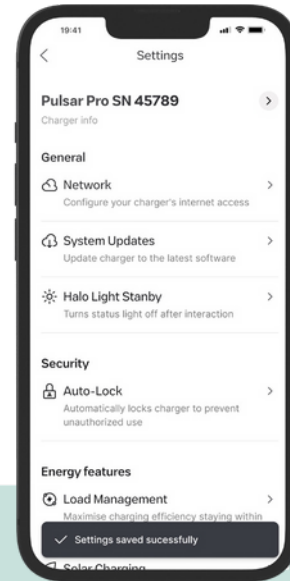 19:41
Settings
Pulsar Pro SN 45789
Charger info
General
Network
Configure your charger's internet access
System Updates
Update charger to the latest software
Halo Light Stanby
Turns status light off after interaction
Security
Auto-Lock
Automatically locks charger to prevent
unauthorized use
Energy features
Load Management
Maximise charging efficiency staying within
Settings saved sucessfully
Solar Charging